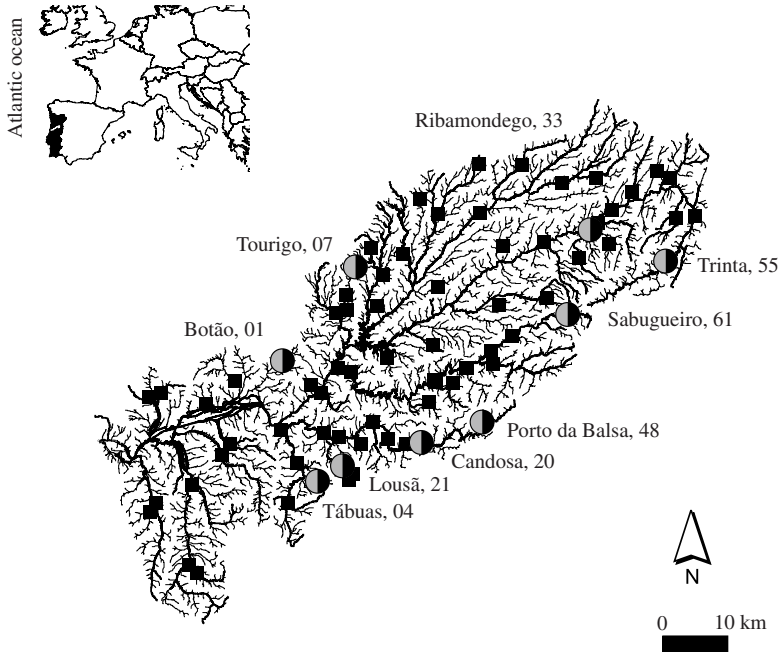 Atlantic ocean
Ribamondego, 33
Tourigo, 07
Trinta, 55
Botão, 01
Sabugueiro, 61
Porto da Balsa, 48
Candosa, 20
Lousã, 21
Tábuas, 04
N
0 10 km